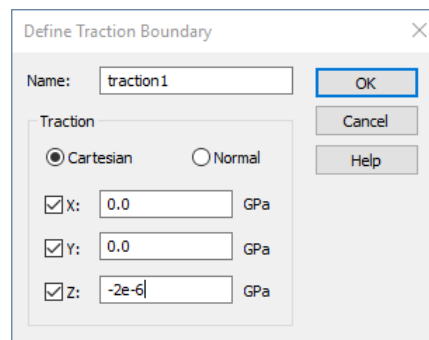 Define Traction Boundary
Name: traction1
OK
Traction
Cancel
Cartesian Normal
Help
X: 0.0 GPa
Y: 0.0 GPa
Z: -2e-6 GPa